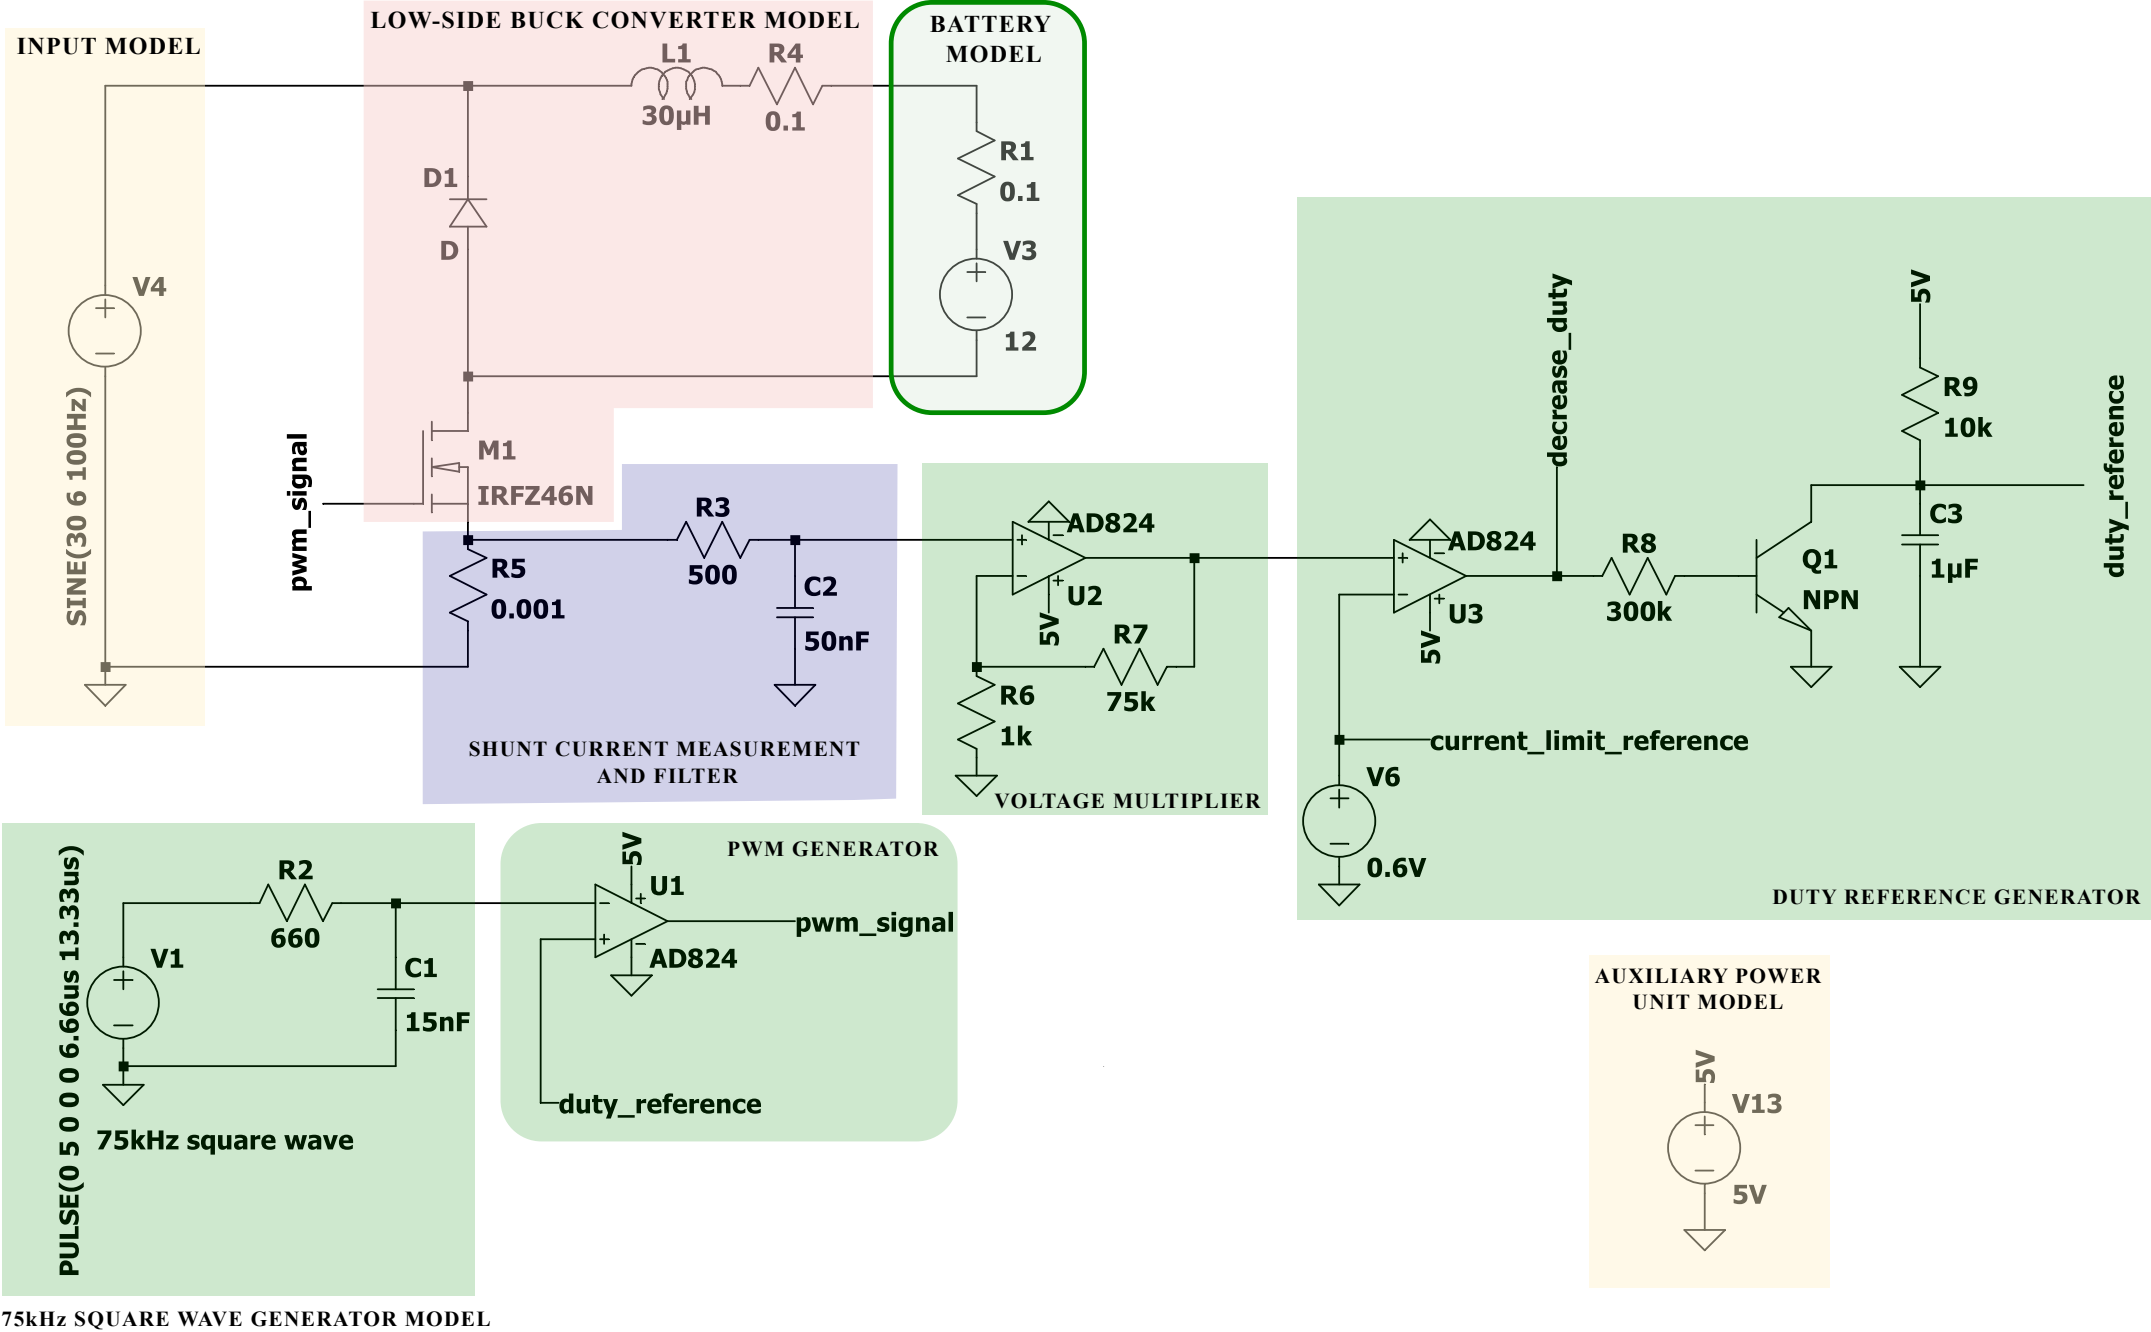 INPUT MODEL
V4
SINE(30 6 100Hz)
LOW-SIDE BUCK CONVERTER MODEL
L1
30µH
R4
0.1
D1
D
M1
IRFZ46N
pwm_signal
BATTERY
MODEL
R1
0.1
V3
12
R5
0.001
R3
500
C2
50nF
SHUNT CURRENT MEASUREMENT
AND FILTER
AD824
U2
5V
R7
75k
R6
1k
VOLTAGE MULTIPLIER
decrease_duty
AD824
U3
5V
R8
300k
Q1
NPN
5V
R9
10k
C3
1µF
duty_reference
current_limit_reference
V6
0.6V
DUTY REFERENCE GENERATOR
PULSE(0 5 0 0 0 6.66us 13.33us)
R2
660
V1
C1
15nF
75kHz square wave
75kHz SQUARE WAVE GENERATOR MODEL
PWM GENERATOR
5V
U1
pwm_signal
AD824
duty_reference
AUXILIARY POWER
UNIT MODEL
5V
V13
5V